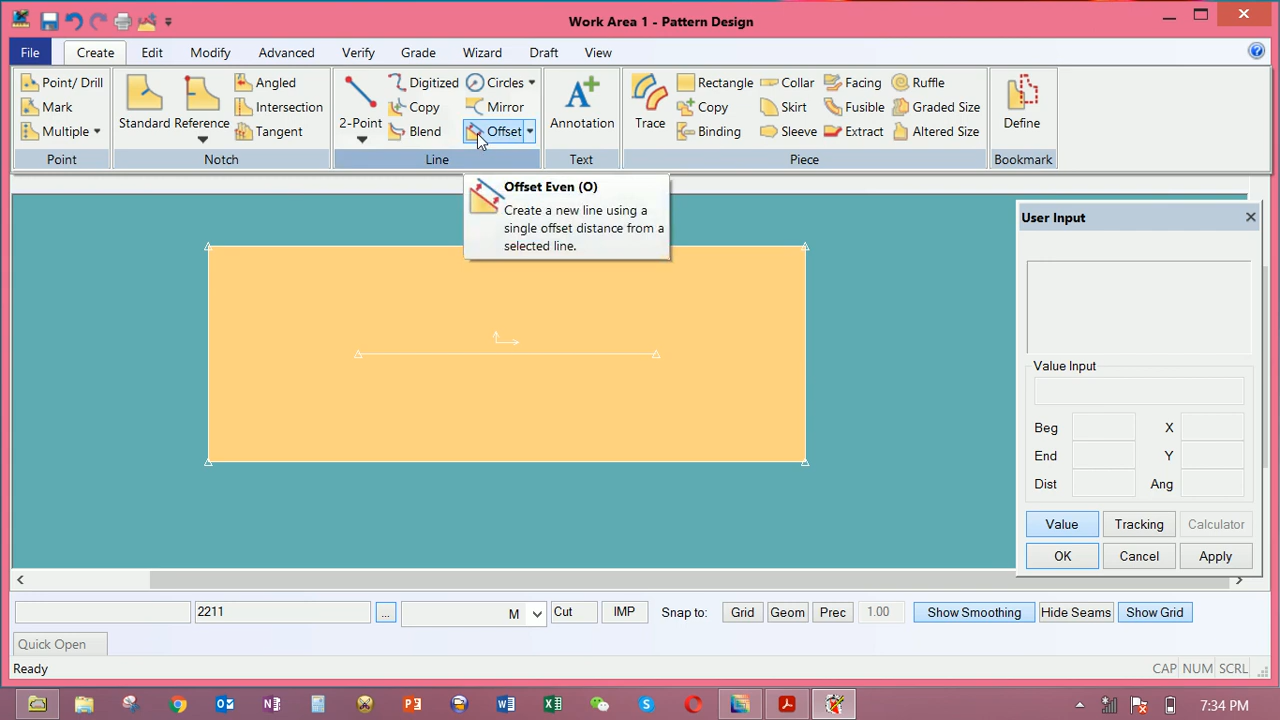 Work Area 1 - Pattern Design
File Create Edit Modify Advanced Verify Grade Wizard Draft View
Point/ Drill
Mark
Multiple
Point
Standard
Reference
Angled
Intersection
Tangent
Notch
2-Point
Digitized
Copy
Blend
Circles
Mirror
Offset
Line
Annotation
Text
Trace
Rectangle
Copy
Binding
Collar
Skirt
Sleeve
Facing
Fusible
Extract
Ruffle
Graded Size
Altered Size
Piece
Define
Bookmark
Offset Even (O)
Create a new line using a
single offset distance from a
selected line.
User Input
Value Input
Beg X
End Y
Dist Ang
Value Tracking Calculator
OK Cancel Apply
2211 ... M Cut IMP Snap to: Grid Geom Prec 1.00 Show Smoothing Hide Seams Show Grid
Quick Open
Ready CAP NUM SCRL
7:34 PM